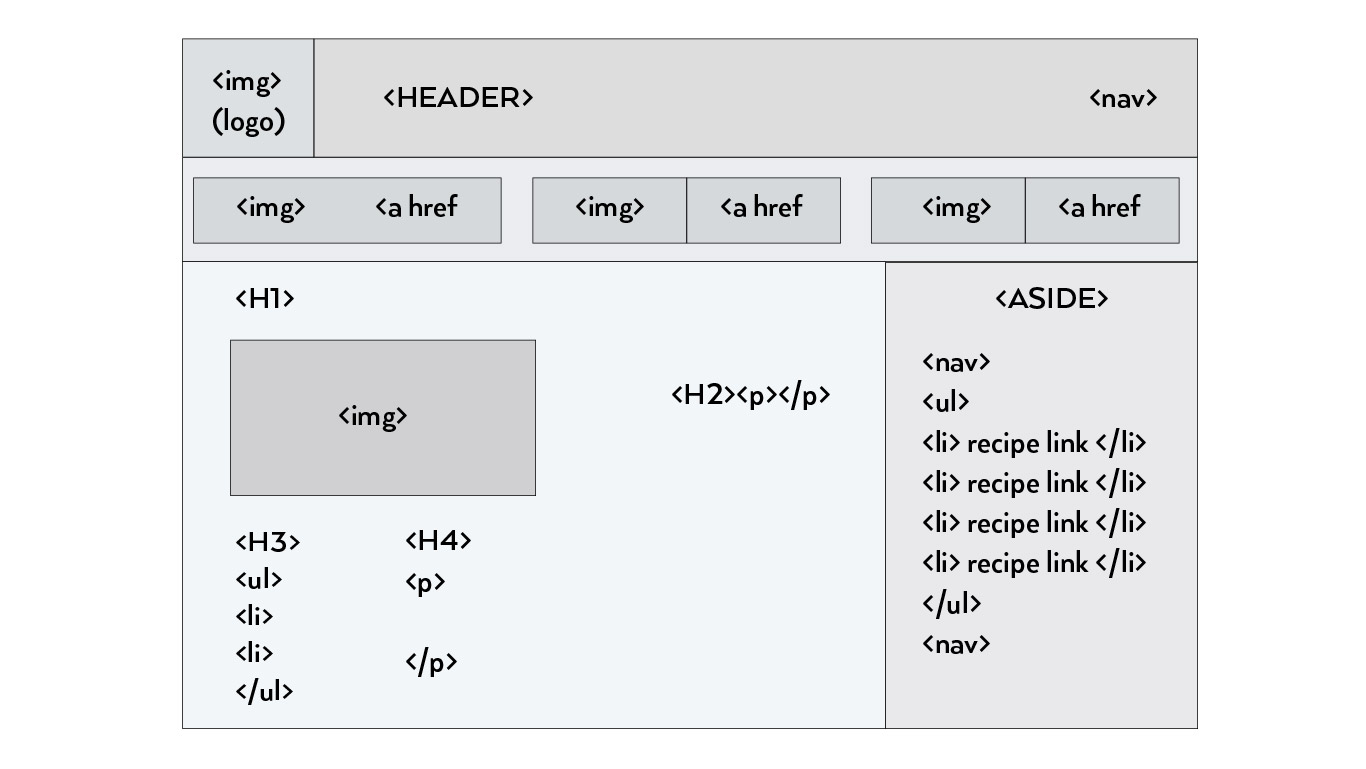 <img>
(logo)
<HEADER>
<nav>
<img> <a href
<img> <a href
<img> <a href
<H1>
<img>
<H2><p></p>
<H3>
<ul>
<li>
<li>
</ul>
<H4>
<p>
</p>
<ASIDE>
<nav>
<ul>
<li> recipe link </li>
<li> recipe link </li>
<li> recipe link </li>
<li> recipe link </li>
</ul>
<nav>